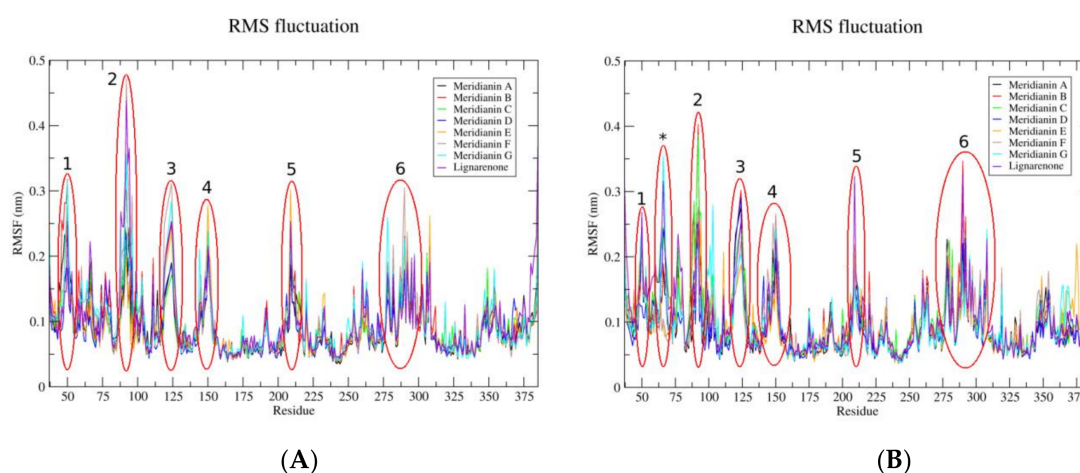 RMS fluctuation
0.5
0.4
0.3
0.2
0.1
0
RMSF (nm)
1
2
3
4
5
6
Meridianin A
Meridianin B
Meridianin C
Meridianin D
Meridianin E
Meridianin F
Meridianin G
Lignarenone
50 75 100 125 150 175 200 225 250 275 300 325 350 375
Residue
(A)
RMS fluctuation
0.5
0.4
0.3
0.2
0.1
0
RMSF (nm)
1
*
2
3
4
5
6
Meridianin A
Meridianin B
Meridianin C
Meridianin D
Meridianin E
Meridianin F
Meridianin G
Lignarenone
50 75 100 125 150 175 200 225 250 275 300 325 350
Residue
(B)